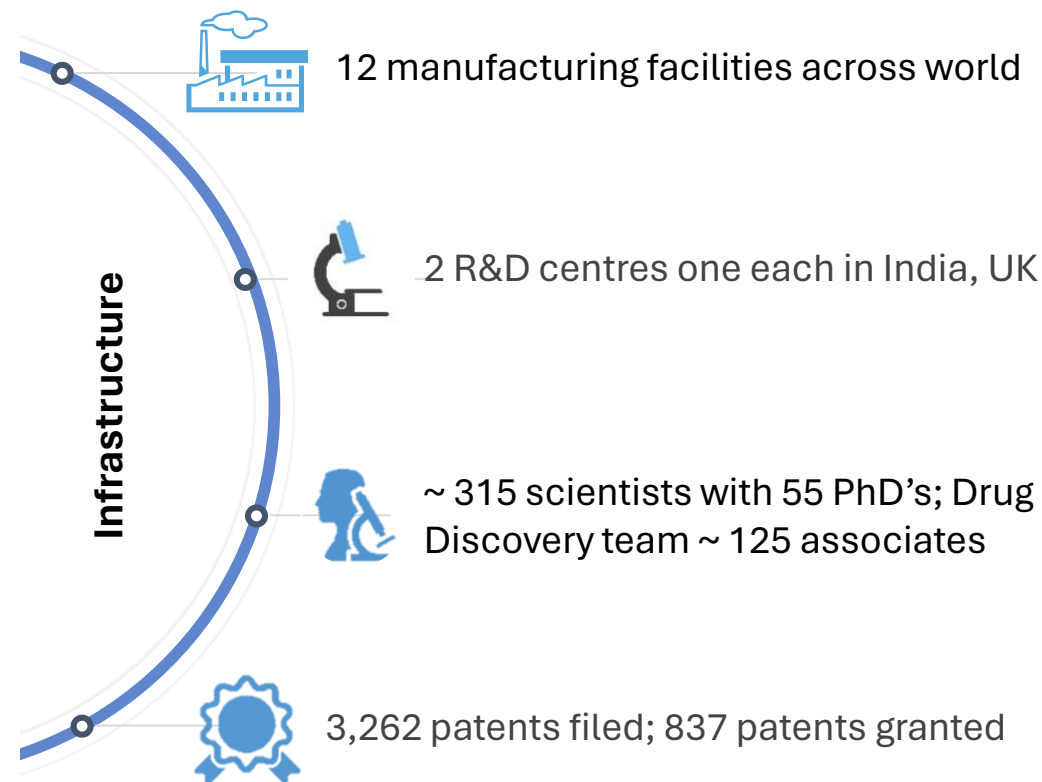 12 manufacturing facilities across world
2 R&D centres one each in India, UK
Infrastructure
~ 315 scientists with 55 PhD’s; Drug
Discovery team ~ 125 associates
3,262 patents filed; 837 patents granted